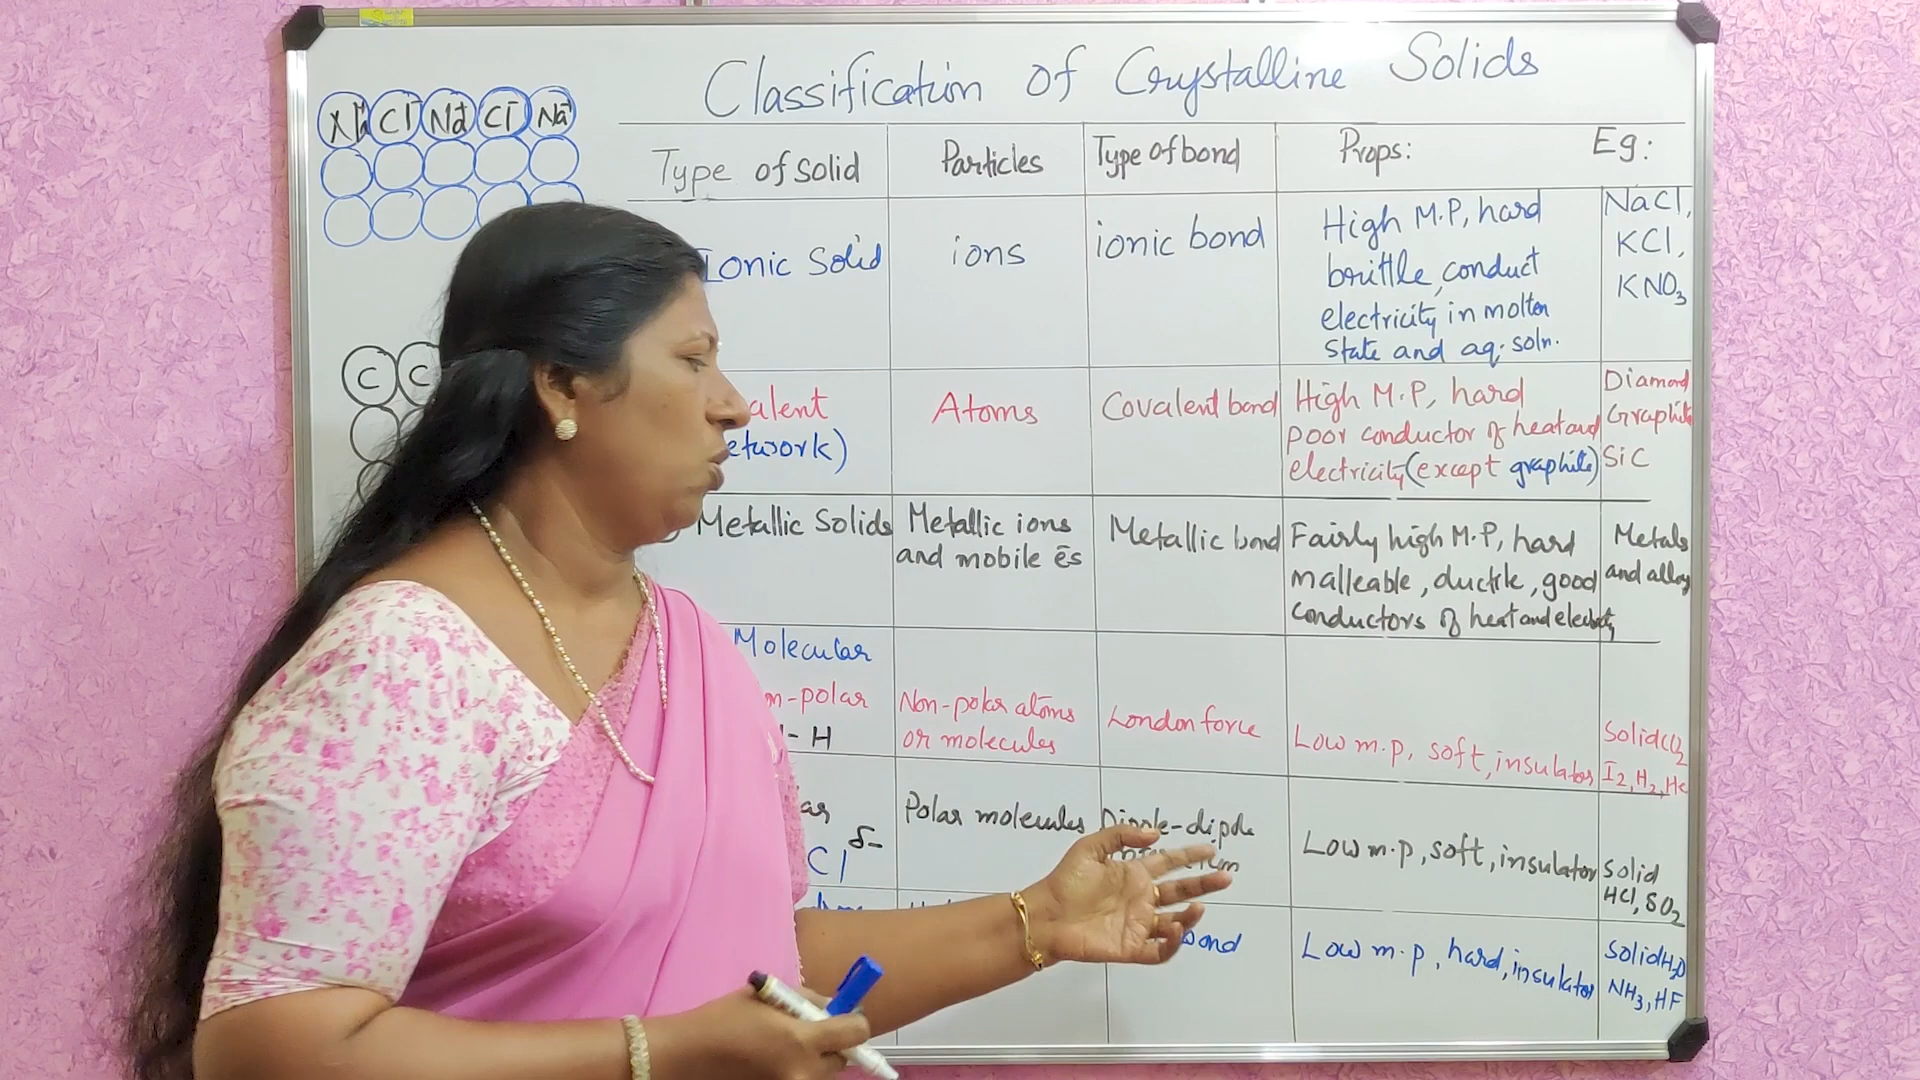 Classification of Crystalline Solids
Cl⁻ Na⁺ Cl⁻ Na⁺
Type of solid Particles Type of bond Props: Eg:
Ionic Solid ions ionic bond High M.P, hard NaCl,
brittle, conduct KCl,
electricity in molten KNO₃
state and aq. soln.
C C
alent Atoms Covalent bond High M.P, hard Diamond
etwork) poor conductor of heat and Graphite
electricity (except graphite) SiC
Metallic Solids Metallic ions Metallic bond Fairly high M.P, hard Metals
and mobile ēs malleable, ductile, good and alloy
conductors of heat and electricity
Molecular
n-polar Non-polar atoms London force Low m.p, soft, insulator Solid CO₂
- H or molecules I₂, H₂, He
ar Polar molecules Dipole-dipole Low m.p, soft, insulator Solid
Cl δ- HCl, SO₂
bond Low m.p, hard, insulator Solid H₂O
NH₃, HF